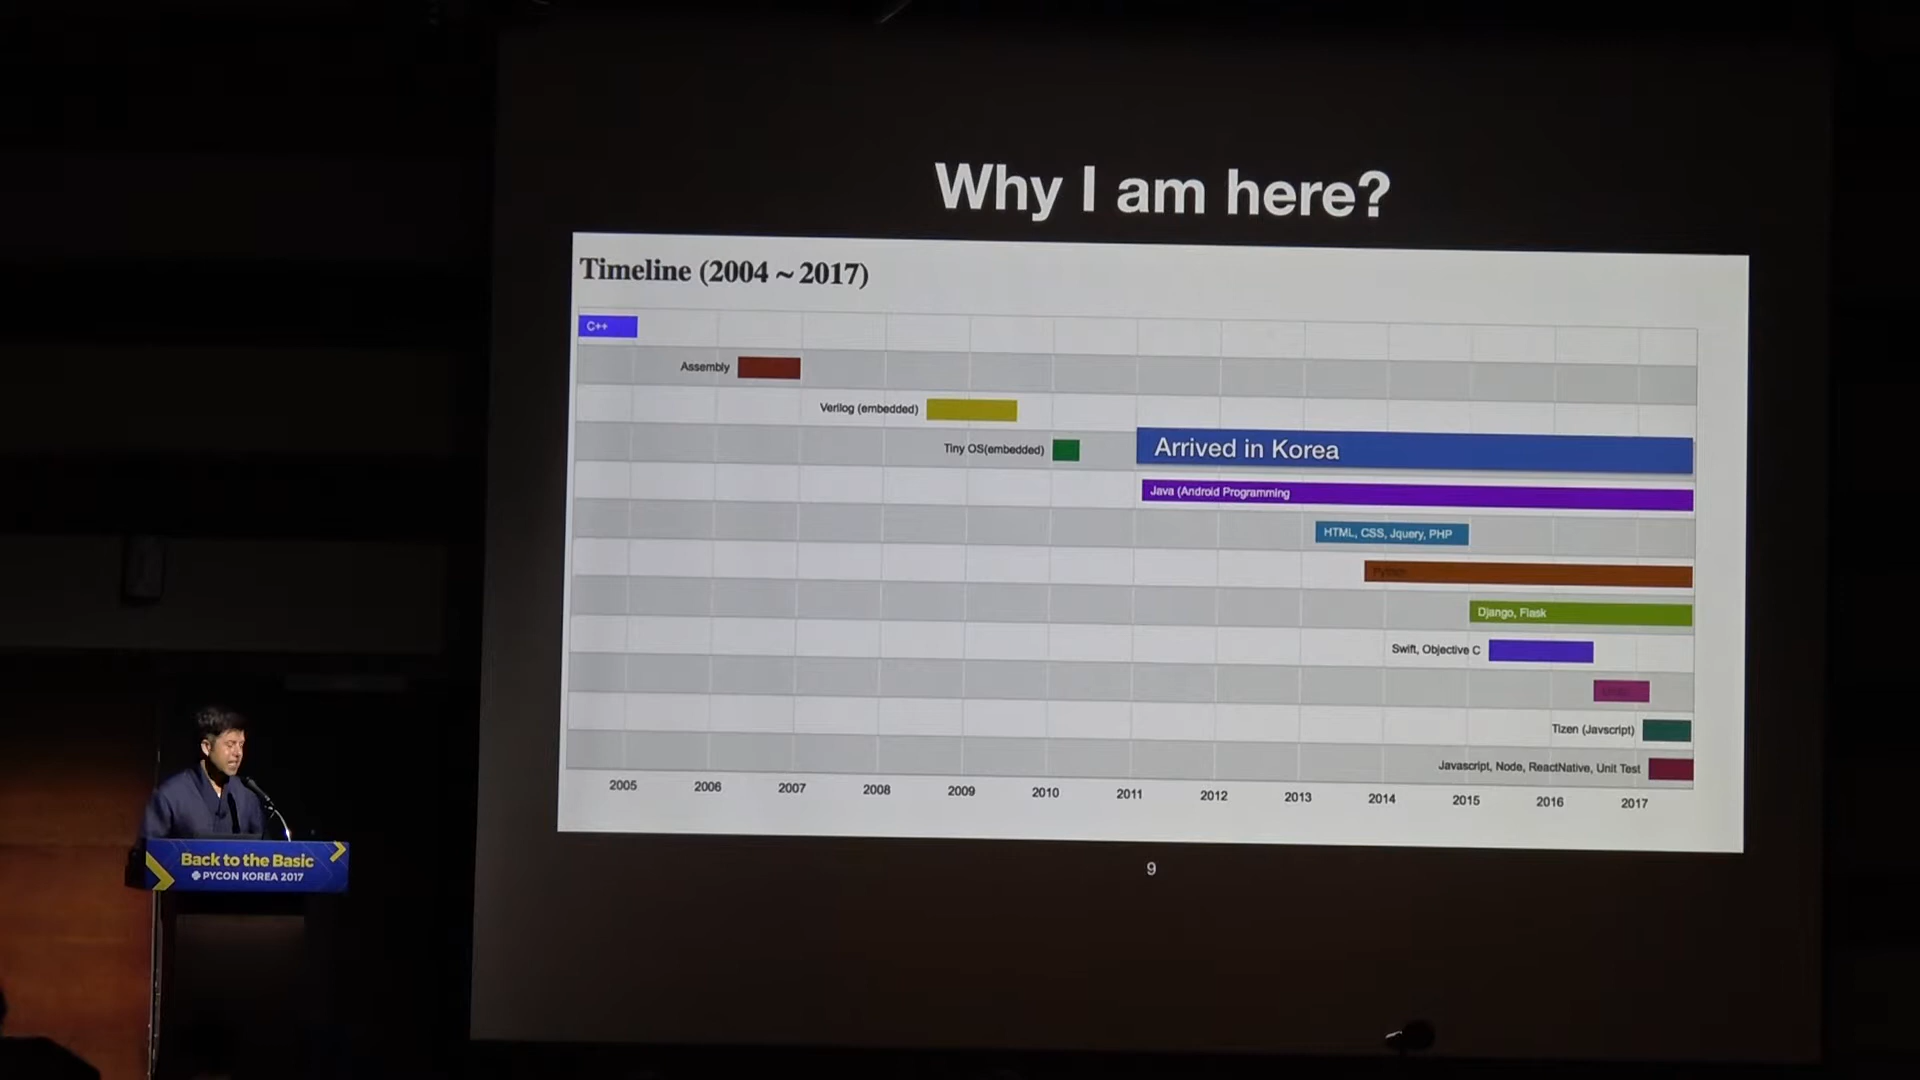 Why I am here?
Timeline (2004 ~ 2017)
C++
Assembly
Verilog (embedded)
Tiny OS(embedded)
Arrived in Korea
Java (Android Programming
HTML, CSS, Jquery, PHP
Python
Django, Flask
Swift, Objective C
Tizen (Javscript)
Javascript, Node, ReactNative, Unit Test
2005 2006 2007 2008 2009 2010 2011 2012 2013 2014 2015 2016 2017
9
Back to the Basic
PYCON KOREA 2017